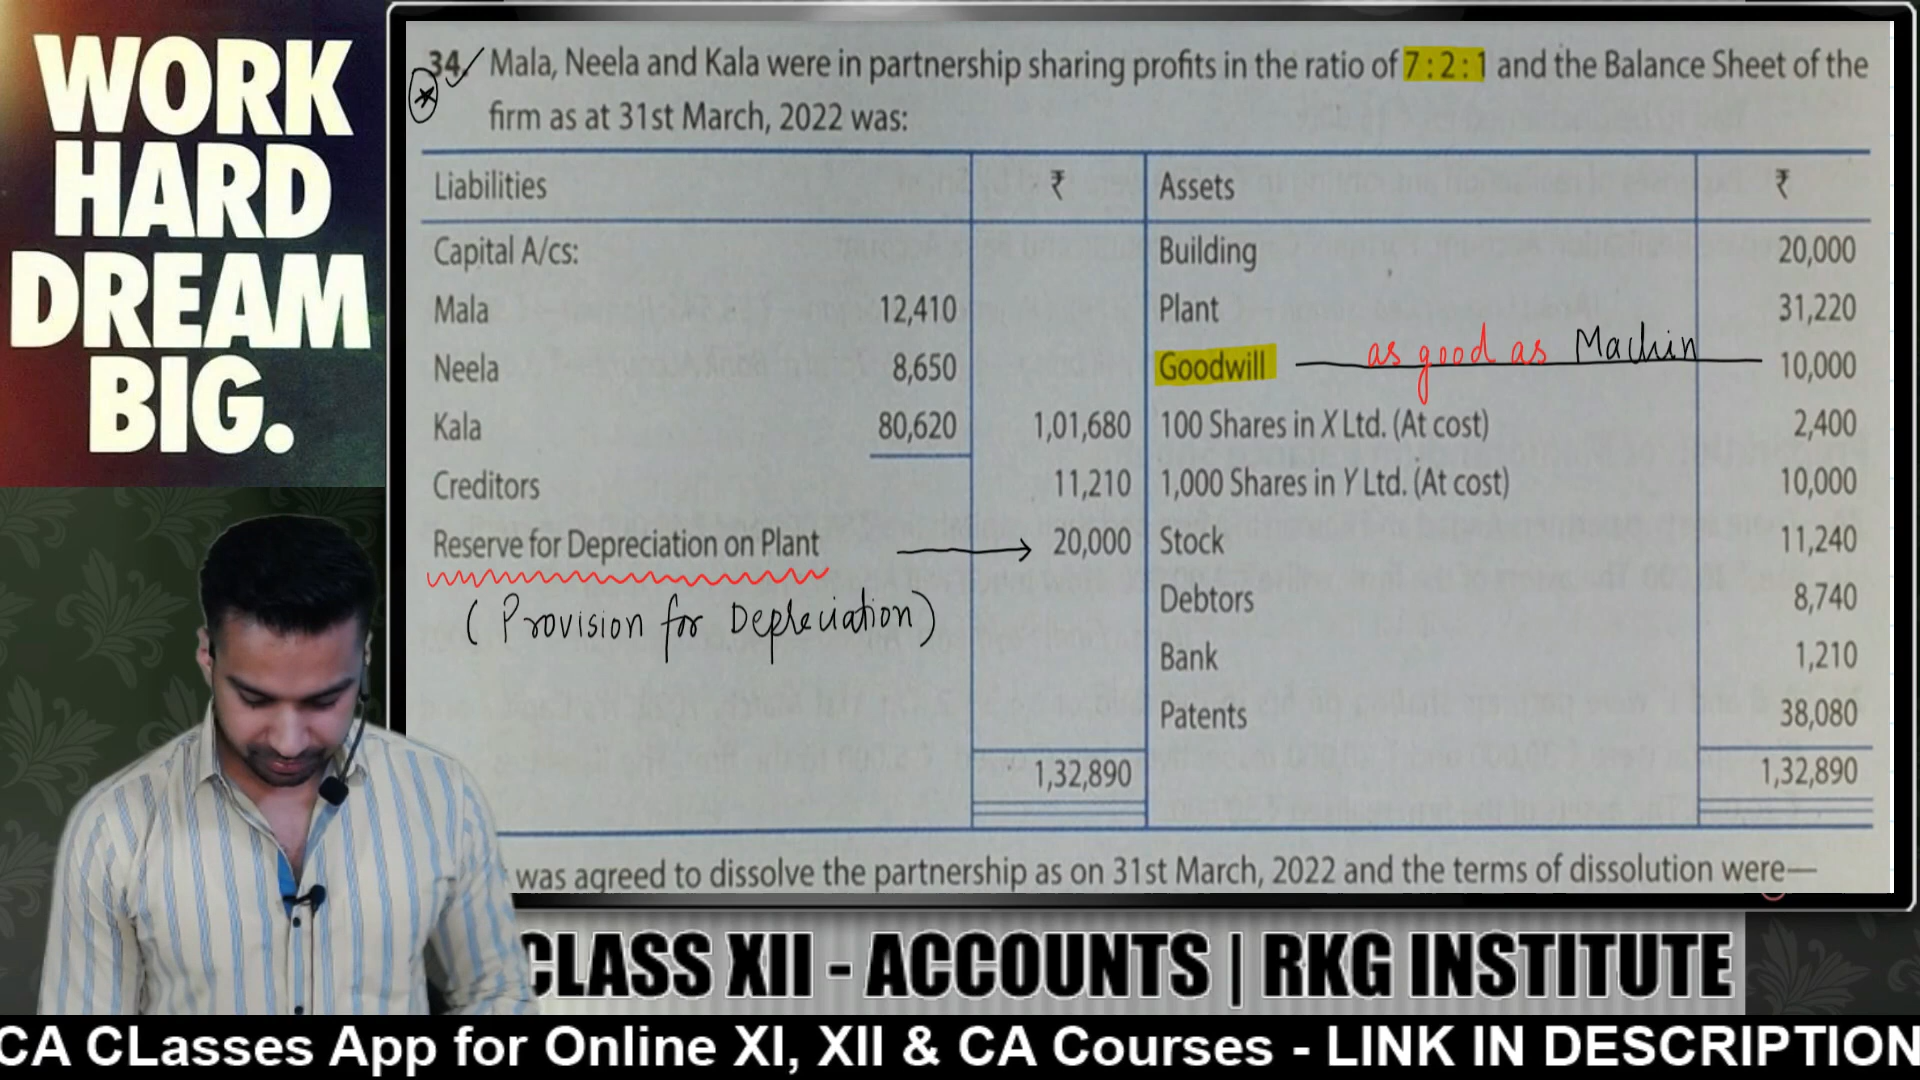 WORK
HARD
DREAM
BIG.
34. Mala, Neela and Kala were in partnership sharing profits in the ratio of 7 : 2 : 1 and the Balance Sheet of the
firm as at 31st March, 2022 was:
Liabilities ₹ Assets ₹
Capital A/cs: Building 20,000
Mala 12,410 Plant 31,220
as good as Machin
Neela 8,650 Goodwill 10,000
Kala 80,620 1,01,680 100 Shares in X Ltd. (At cost) 2,400
Creditors 11,210 1,000 Shares in Y Ltd. (At cost) 10,000
Reserve for Depreciation on Plant 20,000 Stock 11,240
(Provision for Depreciation) Debtors 8,740
Bank 1,210
Patents 38,080
1,32,890 1,32,890
was agreed to dissolve the partnership as on 31st March, 2022 and the terms of dissolution were—
CLASS XII - ACCOUNTS | RKG INSTITUTE
CA CLasses App for Online XI, XII & CA Courses - LINK IN DESCRIPTION